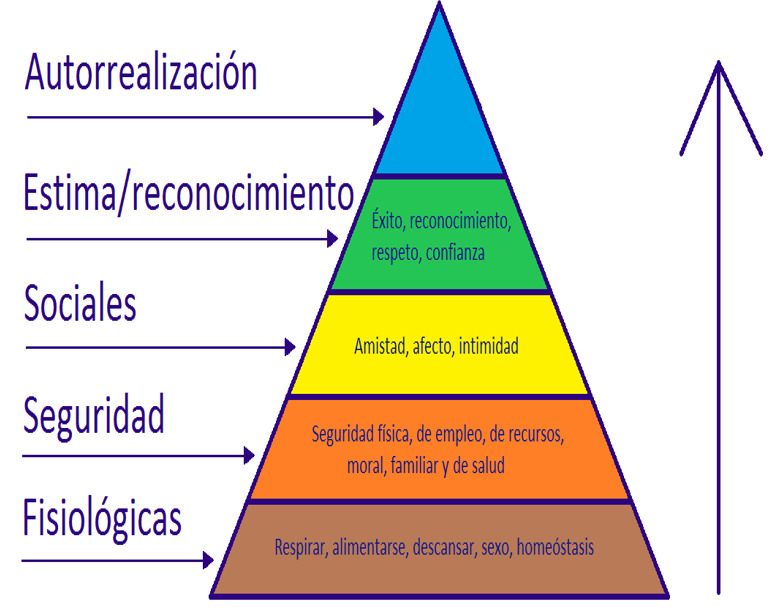 Autorrealización
Estima/reconocimiento
Éxito, reconocimiento,
respeto, confianza
Sociales
Amistad, afecto, intimidad
Seguridad
Seguridad física, de empleo, de recursos,
moral, familiar y de salud
Fisiológicas
Respirar, alimentarse, descansar, sexo, homeóstasis